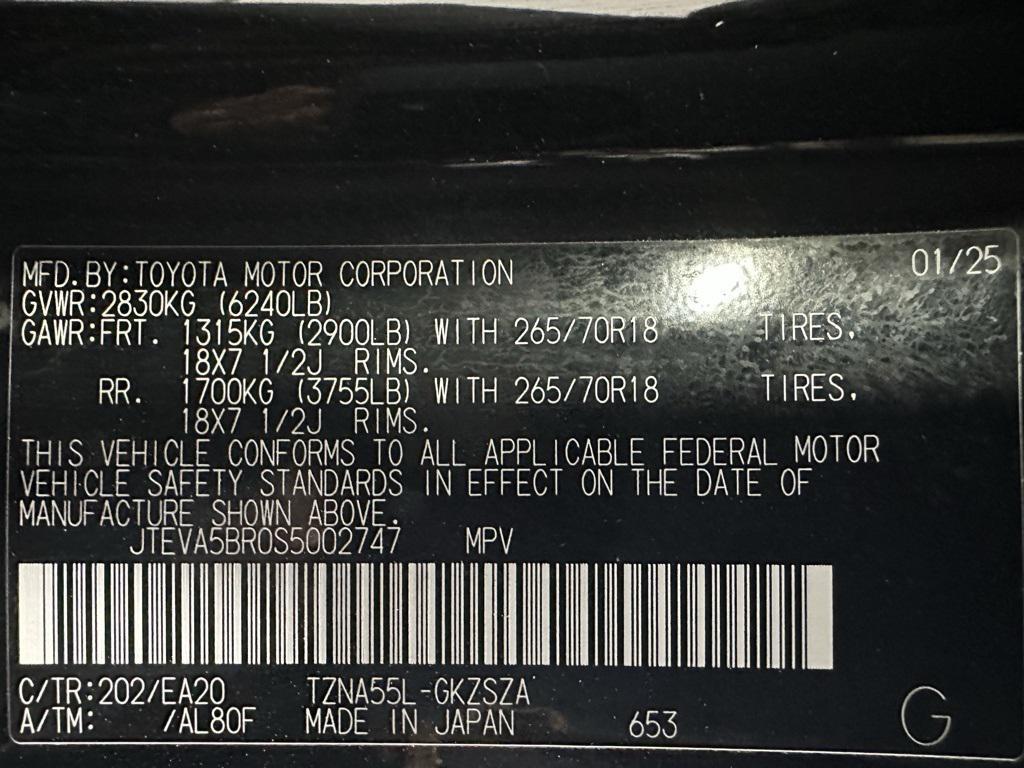 MFD.BY:TOYOTA MOTOR CORPORATION 01/25
GVWR:2830KG (6240LB)
GAWR:FRT. 1315KG (2900LB) WITH 265/70R18 TIRES,
18X7 1/2J RIMS.
RR. 1700KG (3755LB) WITH 265/70R18 TIRES,
18X7 1/2J RIMS.
THIS VEHICLE CONFORMS TO ALL APPLICABLE FEDERAL MOTOR
VEHICLE SAFETY STANDARDS IN EFFECT ON THE DATE OF
MANUFACTURE SHOWN ABOVE.
JTEVA5BR0S5002747 MPV
C/TR:202/EA20 TZNA55L-GKZSZA
A/TM: /AL80F MADE IN JAPAN 653 G